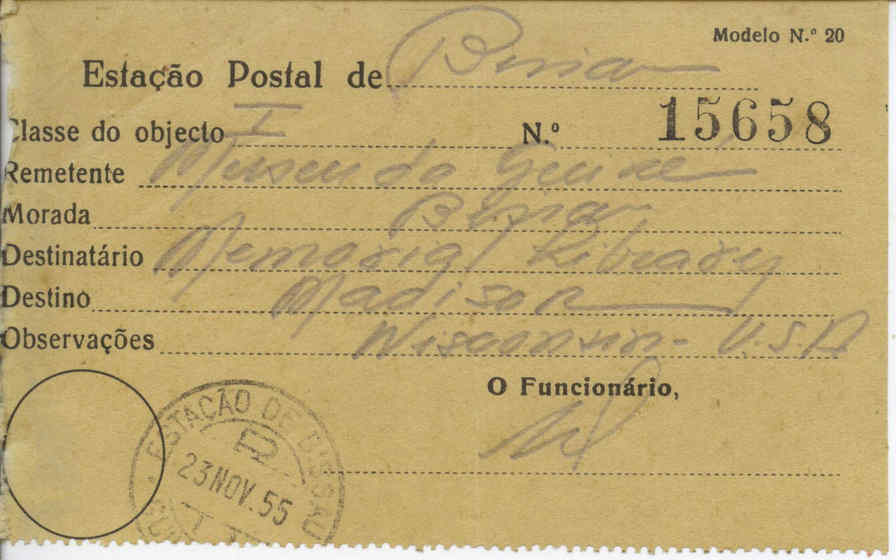 Modelo N.º 20
Estação Postal de Bissau
Classe do objecto I N.º 15658
Remetente Museu da Guiné
Morada Bissau
Destinatário Memorial Library
Destino Madison
Observações Wisconsin - U.S.A
O Funcionário,
ESTAÇÃO DE BISSAU
R
23 NOV. 55